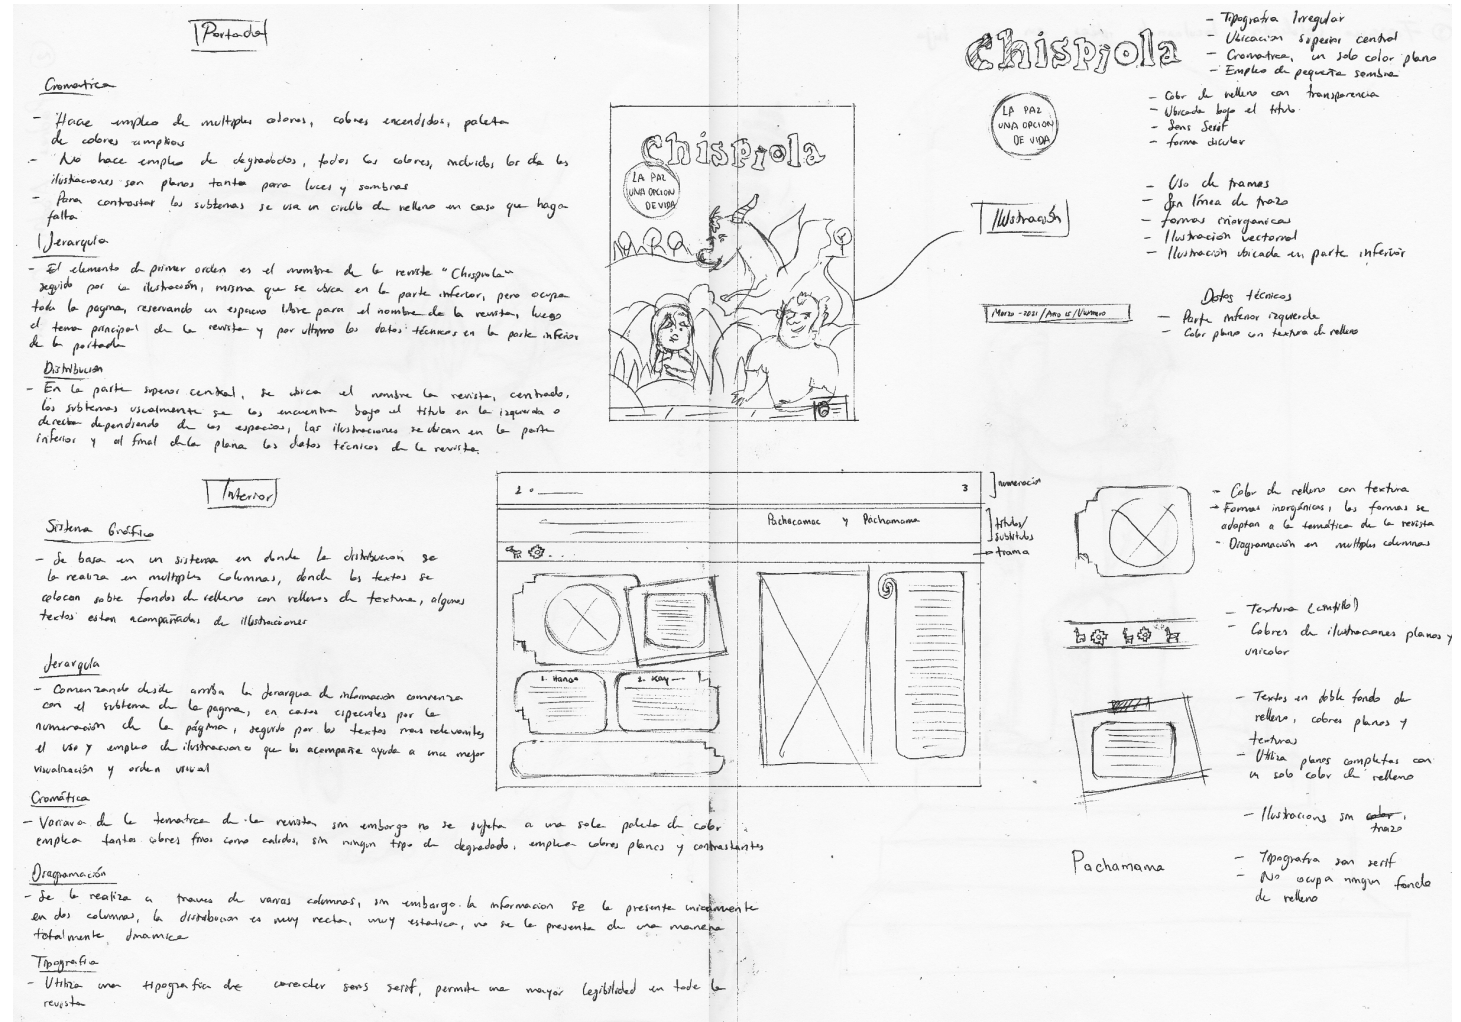 Portada
Cromatica
- Hace empleo de multiples colores, colores encendidos, paleta
de colores amplias
- No hace empleo de degradados, todos los colores, incluidos los de las
ilustraciones son planos tanto para luces y sombras
- Para contrastar los subtemas se usa un circulo de relleno en caso que haga
falta
Jerarquia
- El elemento de primer orden es el nombre de la revista "Chispiola"
seguido por la ilustración, misma que se ubica en la parte inferior, pero ocupa
toda la pagina, reservando un espacio libre para el nombre de la revista, luego
el tema principal de la revista y por ultimo los datos técnicos en la parte inferior
de la portada
Distribucion
- En la parte superior central, se ubica el nombre la revista, centrado,
los subtemas usualmente se los encuentra bajo el titulo en la izquierda o
derecha dependiendo de los espacios, las ilustraciones se ubican en la parte
inferior y al final de la plana los datos técnicos de la revista.
Chispiola
LA PAZ
UNA OPCION
DE VIDA
Chispiola
- Tipografia Irregular
- Ubicacion superior central
- Cromatica, un solo color plano
- Empleo de pequeña sombra
LA PAZ
UNA OPCION
DE VIDA
- Color de relleno con transparencia
- Ubicada bajo el titulo
- Sans Serif
- forma circular
Ilustración
- Uso de tramas
- Sin línea de trazo
- formas inorganicas
- Ilustración vectorial
- Ilustración ubicada en parte inferior
Marzo - 2021 / Año 15 / Numero
Datos técnicos
- Parte inferior izquierda
- Color plano con textura de relleno
Interior
Sistema Gráfico
- Se basa en un sistema en donde la distribucion se
la realiza en multiples columnas, donde los textos se
colocan sobre fondos de relleno con rellenos de textura, algunos
textos estan acompañados de ilustraciones
Jerarquía
- Comenzando desde arriba la Jerarquia de información comienza
con el subtema de la pagina, en casos especiales por la
numeración de la página, seguido por los textos mas relevantes
el uso y empleo de ilustraciones que los acompañe ayuda a una mejor
visualización y orden visual
Cromática
- Varia de la tematica de la revista sin embargo no se sujeta a una sola paleta de color
emplea tantos colores frios como calidos, sin ningun tipo de degradado, emplea colores planos y contrastantes
Diagramación
- Se la realiza a traves de varias columnas, sin embargo la informacion se la presenta unicamente
en dos columnas, la distribucion es muy recta, muy estatica, no se la presenta de una manera
totalmente dinamica
Tipografia
- Utiliza una tipografia de caracter sans serif, permite una mayor legibilidad en toda la
revista
2
3
numeración
Pachacamac y Pachamama
titulos/
subtitulos
trama
1. Hanan
2. Kay
- Color de relleno con textura
- Formas inorgánicas, las formas se
adaptan a la temática de la revista
- Diagramación en multiples columnas
- Textura (cintillo)
- Colores de ilustraciones planos y
unicolor
- Textos en doble fondo de
relleno, colores planos y
texturas
- Utiliza planos completos con
un solo color de relleno
- Ilustraciones sin color,
trazo
Pachamama
- Tipografia san serif
- No ocupa ningun fondo
de relleno